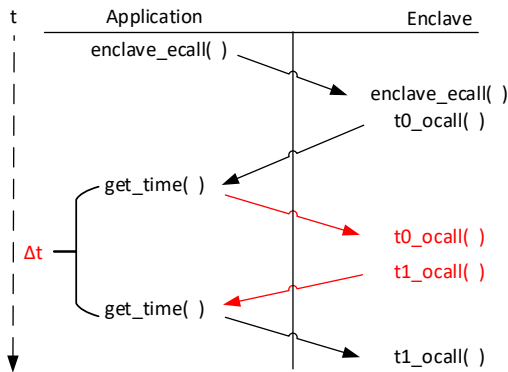 t Application Enclave
enclave_ecall( )
enclave_ecall( )
t0_ocall( )
get_time( )
t0_ocall( )
Δt
t1_ocall( )
get_time( )
t1_ocall( )